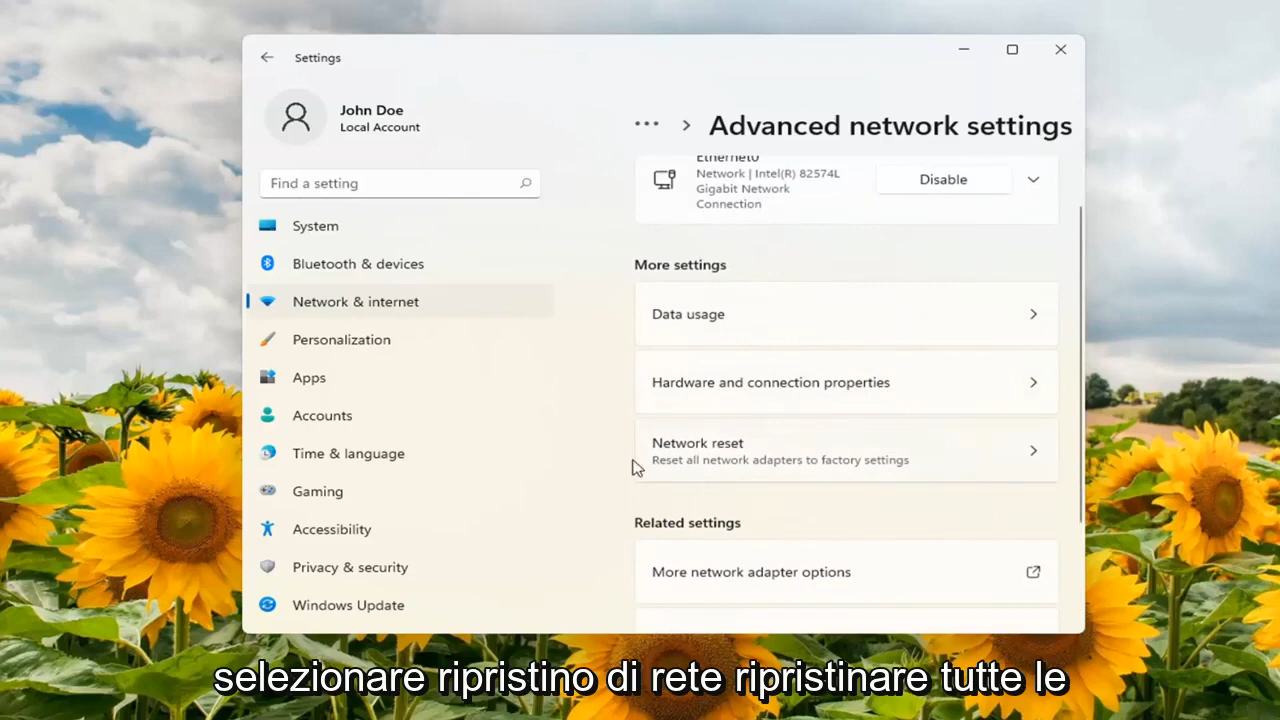 Settings
John Doe
Local Account
Find a setting
System
Bluetooth & devices
Network & internet
Personalization
Apps
Accounts
Time & language
Gaming
Accessibility
Privacy & security
Windows Update
Advanced network settings
Ethernet0
Network | Intel(R) 82574L
Gigabit Network
Connection
Disable
More settings
Data usage
Hardware and connection properties
Network reset
Reset all network adapters to factory settings
Related settings
More network adapter options
selezionare ripristino di rete ripristinare tutte le